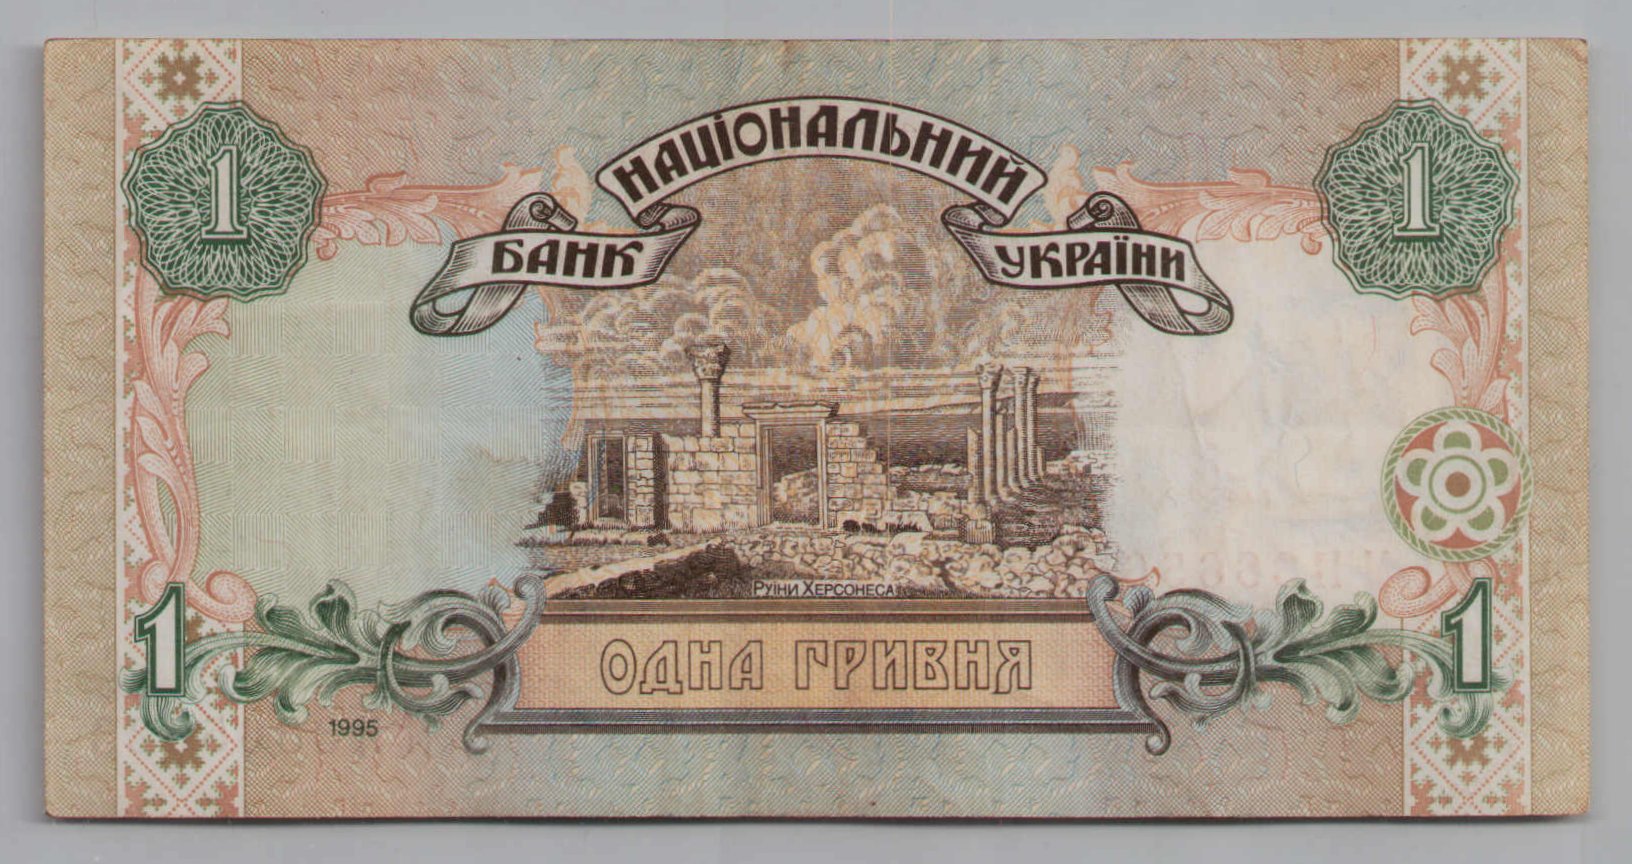 1
НАЦІОНАЛЬНИЙ
1
БАНК
УКРАЇНИ
Руїни Херсонеса
1
ОДНА ГРИВНЯ
1
1995